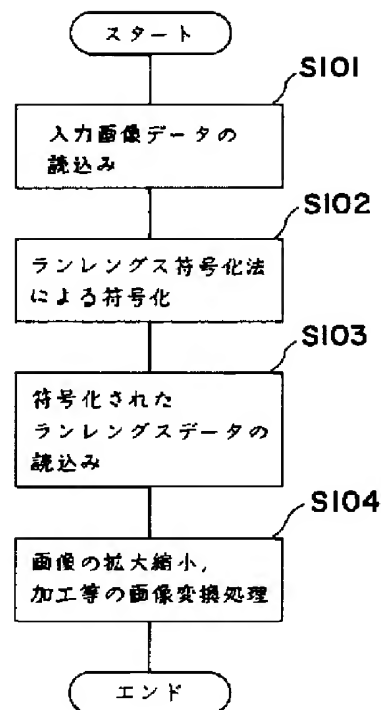 スタート
S101
入力画像データの
読込み
S102
ランレングス符号化法
による符号化
S103
符号化された
ランレングスデータの
読込み
S104
画像の拡大縮小,
加工等の画像変換処理
エンド